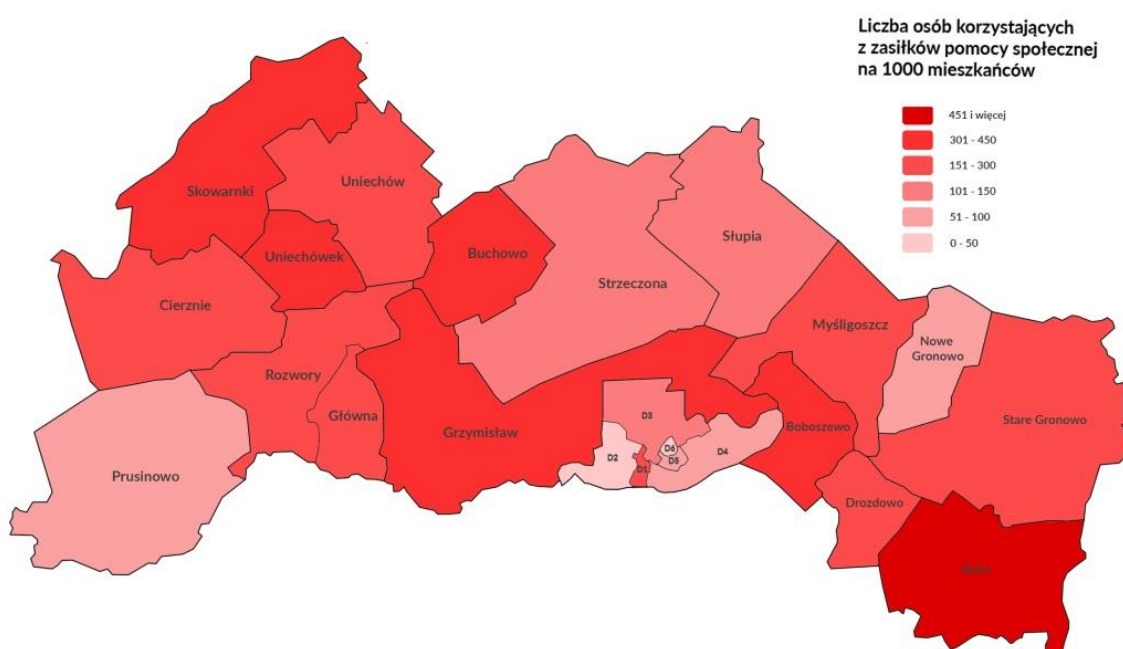 Liczba osób korzystających
z zasiłków pomocy społecznej
na 1000 mieszkańców
451 i więcej
301 - 450
151 - 300
101 - 150
51 - 100
0 - 50
Skowarnki
Uniechów
Uniechówek
Buchowo
Słupia
Strzeczona
Cierznie
Myśligoszcz
Nowe
Gronowo
Rozwory
Główna
Grzymisław
D3
Boboszewo
Stare Gronowo
D6
D2
D1
D5
D4
Prusinowo
Drozdowo